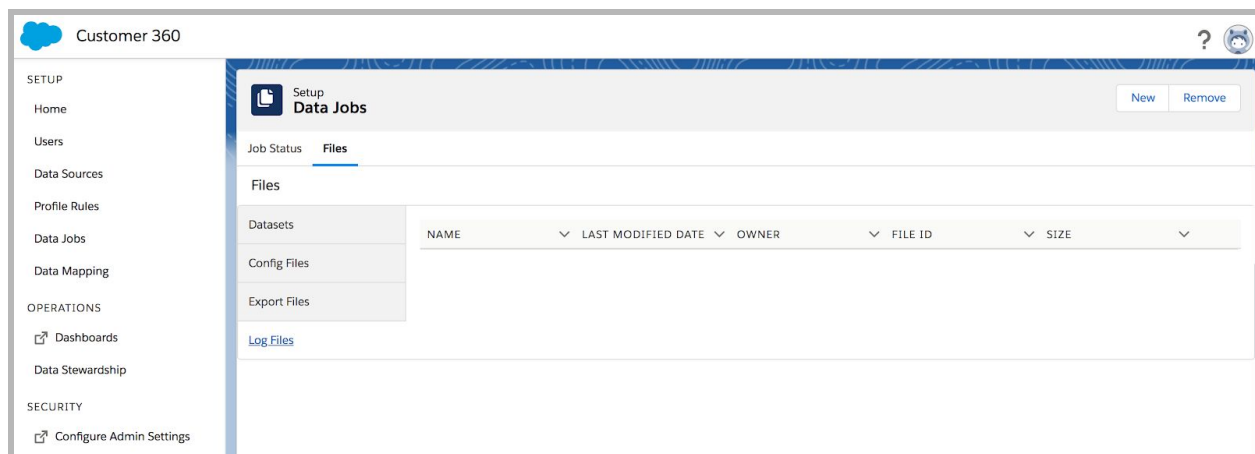 Customer 360
?
SETUP
Home
Users
Data Sources
Profile Rules
Data Jobs
Data Mapping
OPERATIONS
Dashboards
Data Stewardship
SECURITY
Configure Admin Settings
Setup
Data Jobs
New Remove
Job Status Files
Files
Datasets
Config Files
Export Files
Log Files
NAME LAST MODIFIED DATE OWNER FILE ID SIZE